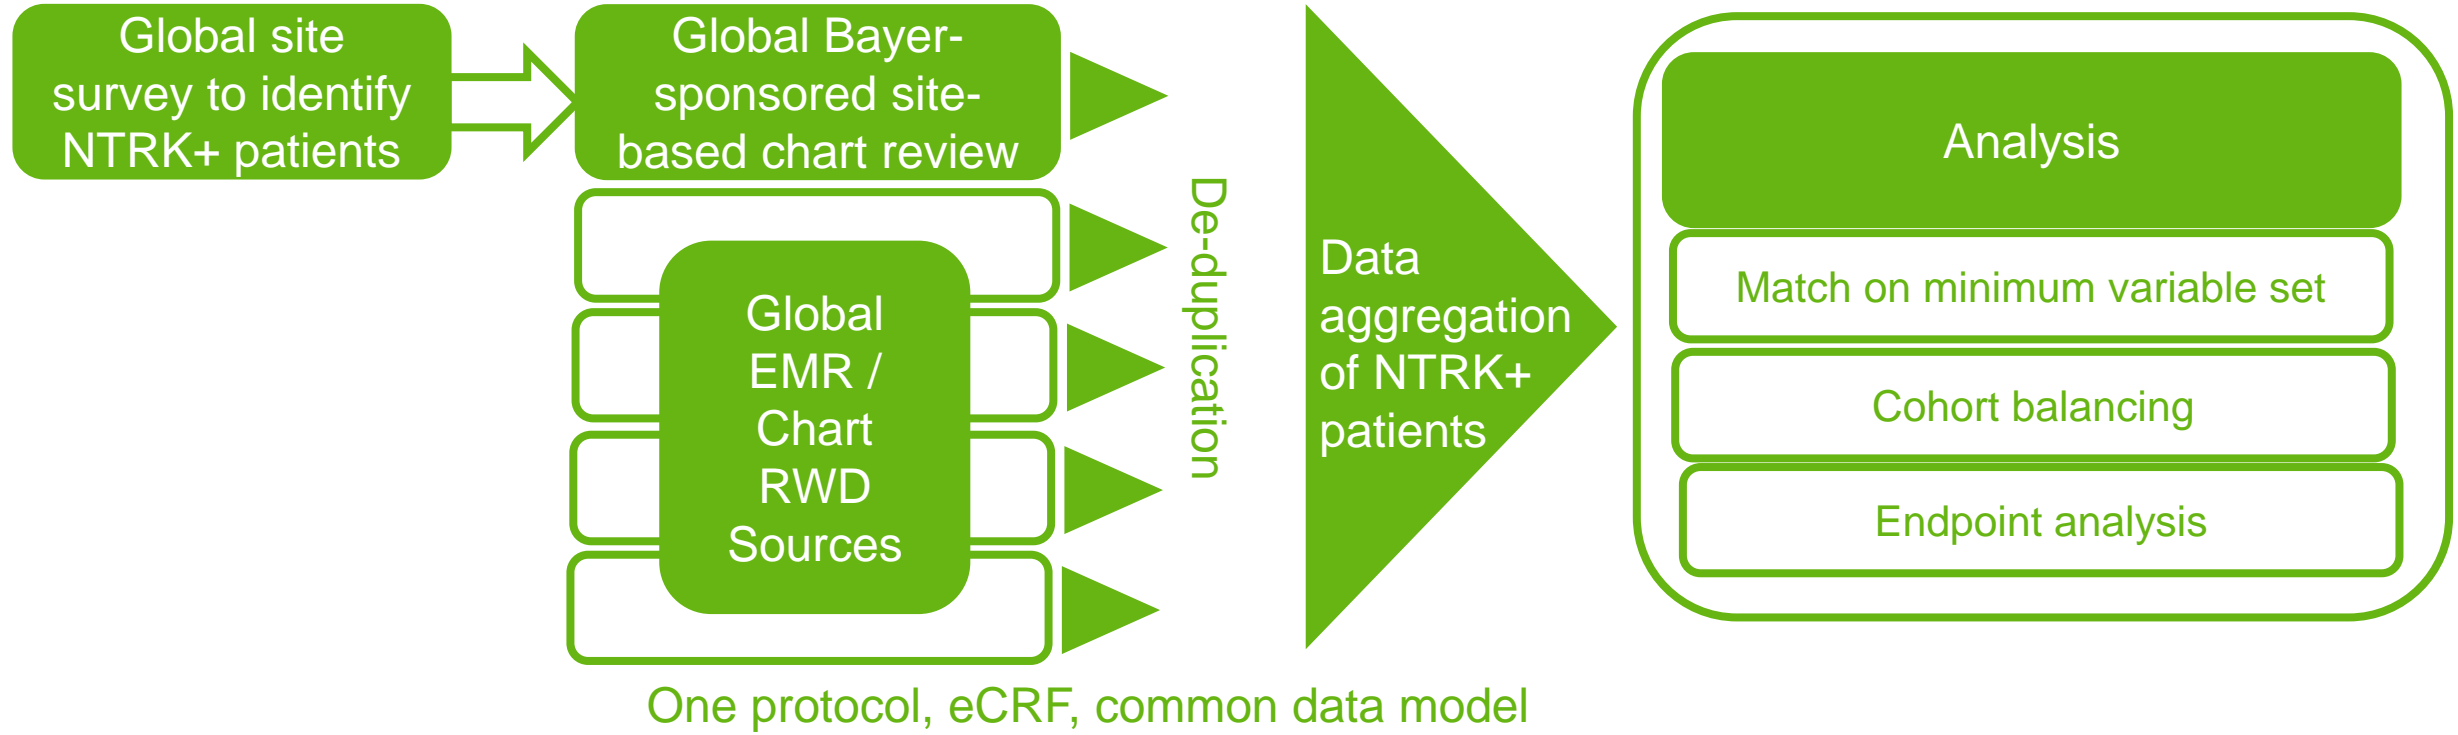 Global site
survey to identify
NTRK+ patients
Global Bayer-
sponsored site-
based chart review
Global
EMR /
Chart
RWD
Sources
De-duplication
Data
aggregation
of NTRK+
patients
Analysis
Match on minimum variable set
Cohort balancing
Endpoint analysis
One protocol, eCRF, common data model